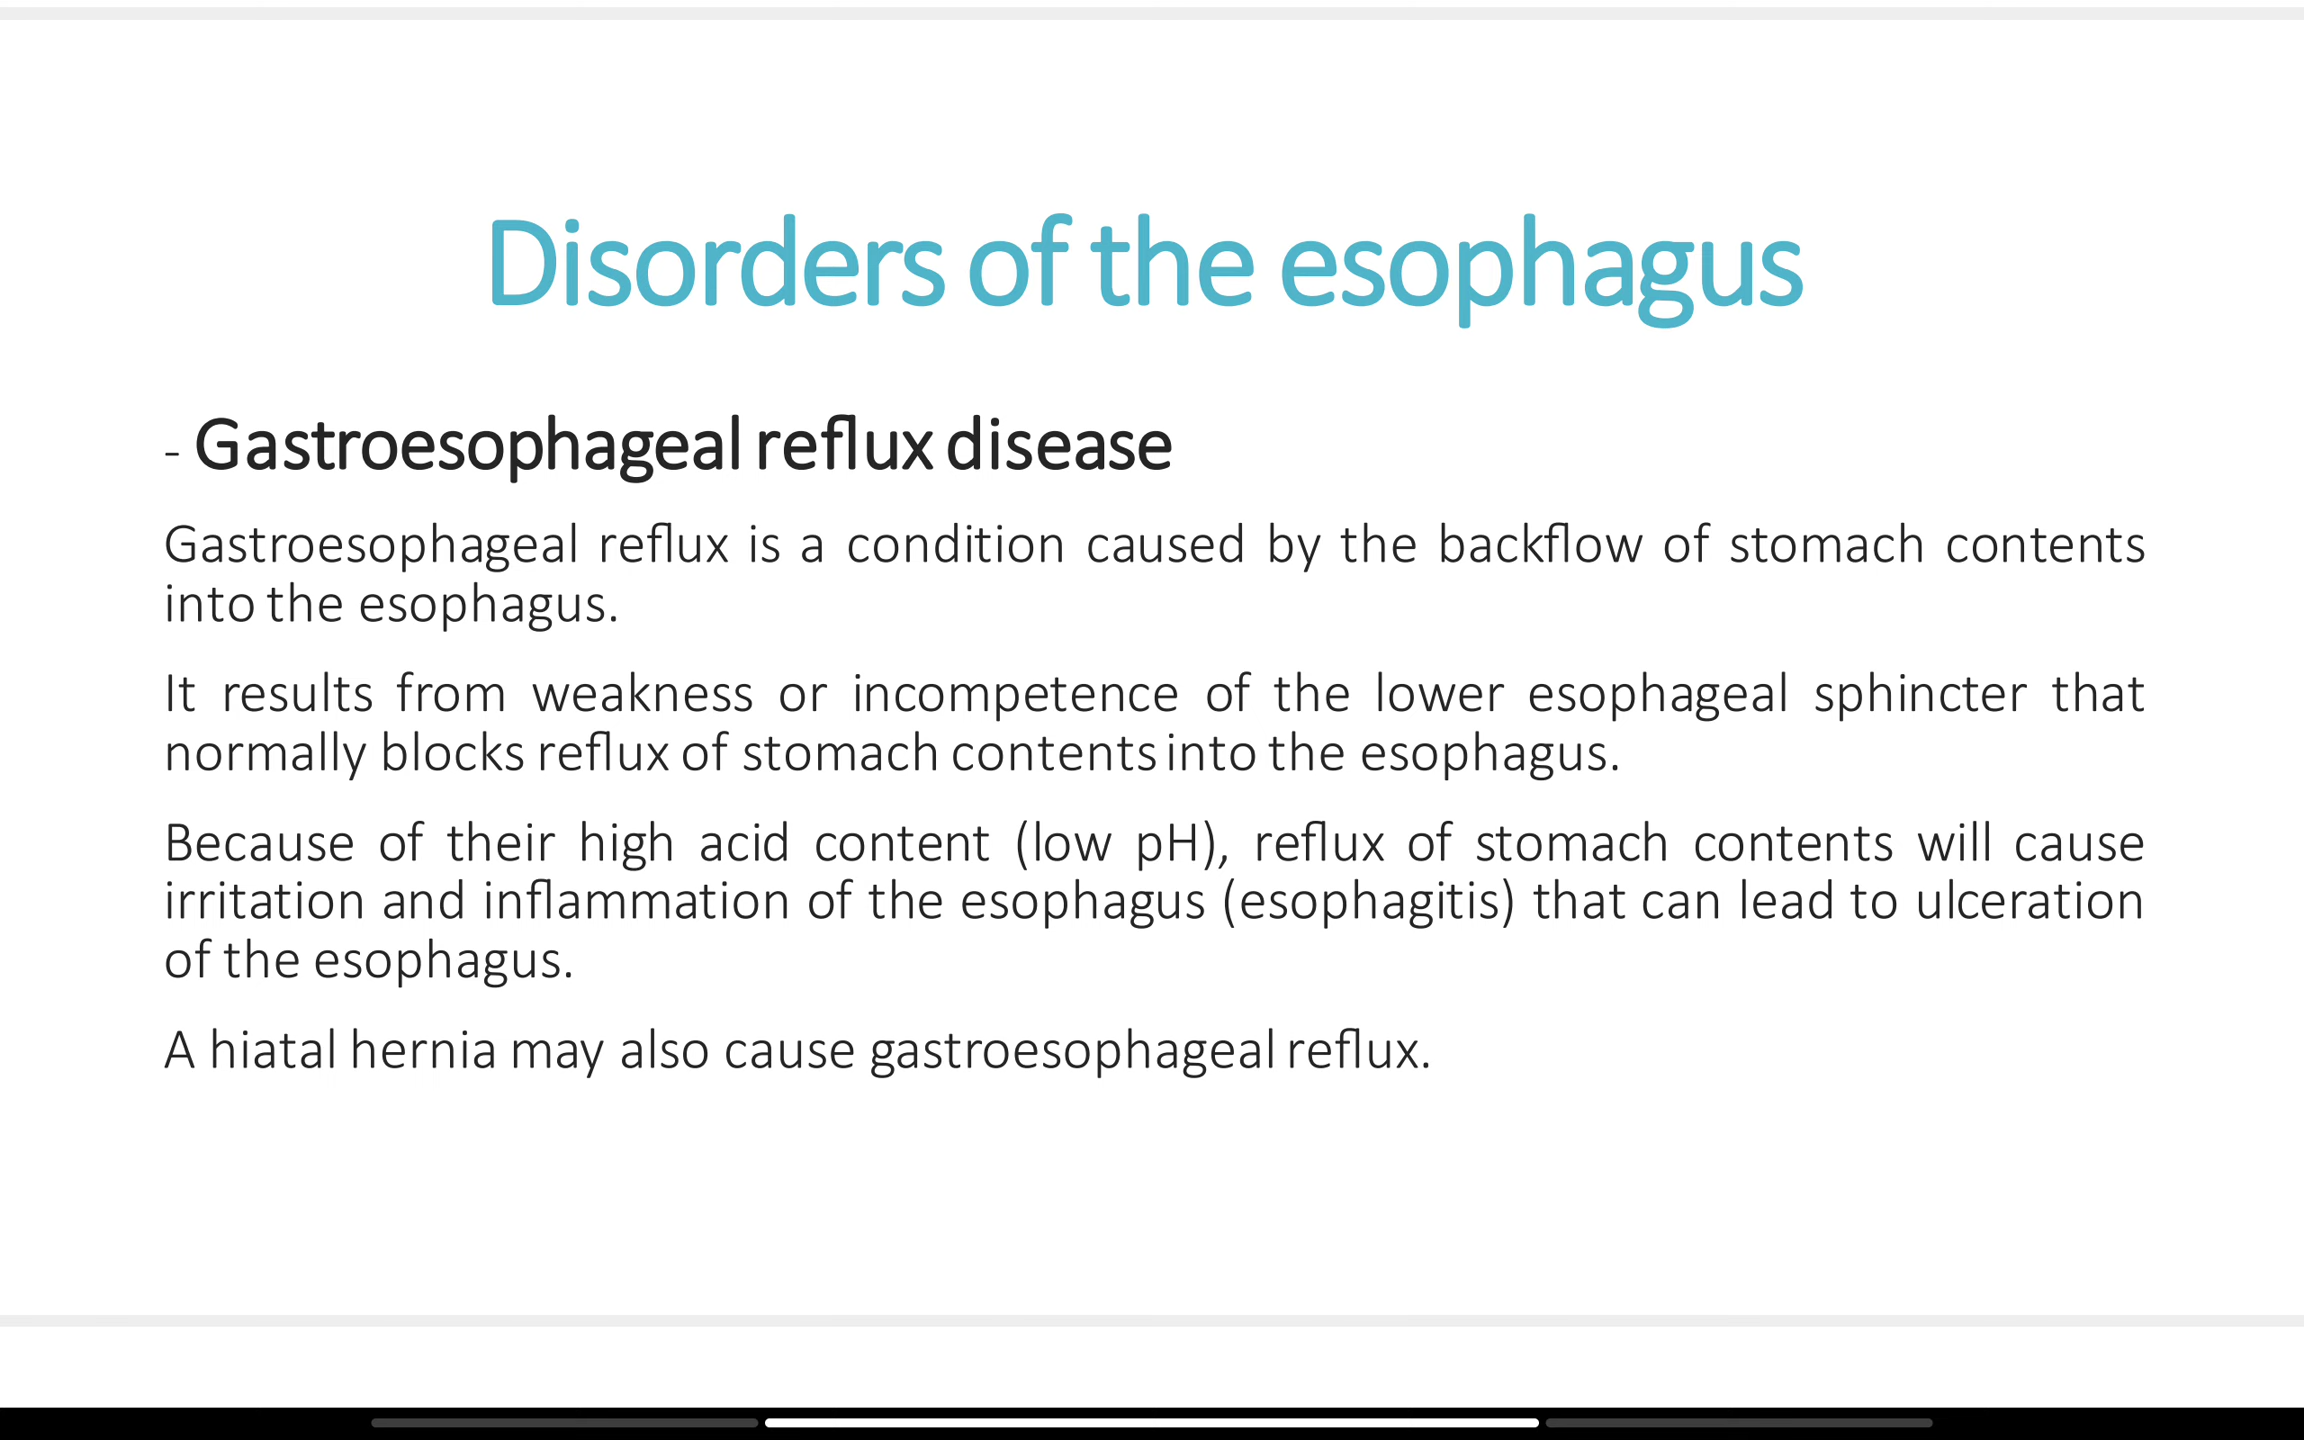 Disorders of the esophagus
- Gastroesophageal reflux disease
Gastroesophageal reflux is a condition caused by the backflow of stomach contents
into the esophagus.
It results from weakness or incompetence of the lower esophageal sphincter that
normally blocks reflux of stomach contents into the esophagus.
Because of their high acid content (low pH), reflux of stomach contents will cause
irritation and inflammation of the esophagus (esophagitis) that can lead to ulceration
of the esophagus.
A hiatal hernia may also cause gastroesophageal reflux.